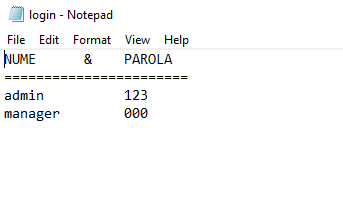 login - Notepad
File Edit Format View Help
NUME & PAROLA
=======================
admin 123
manager 000